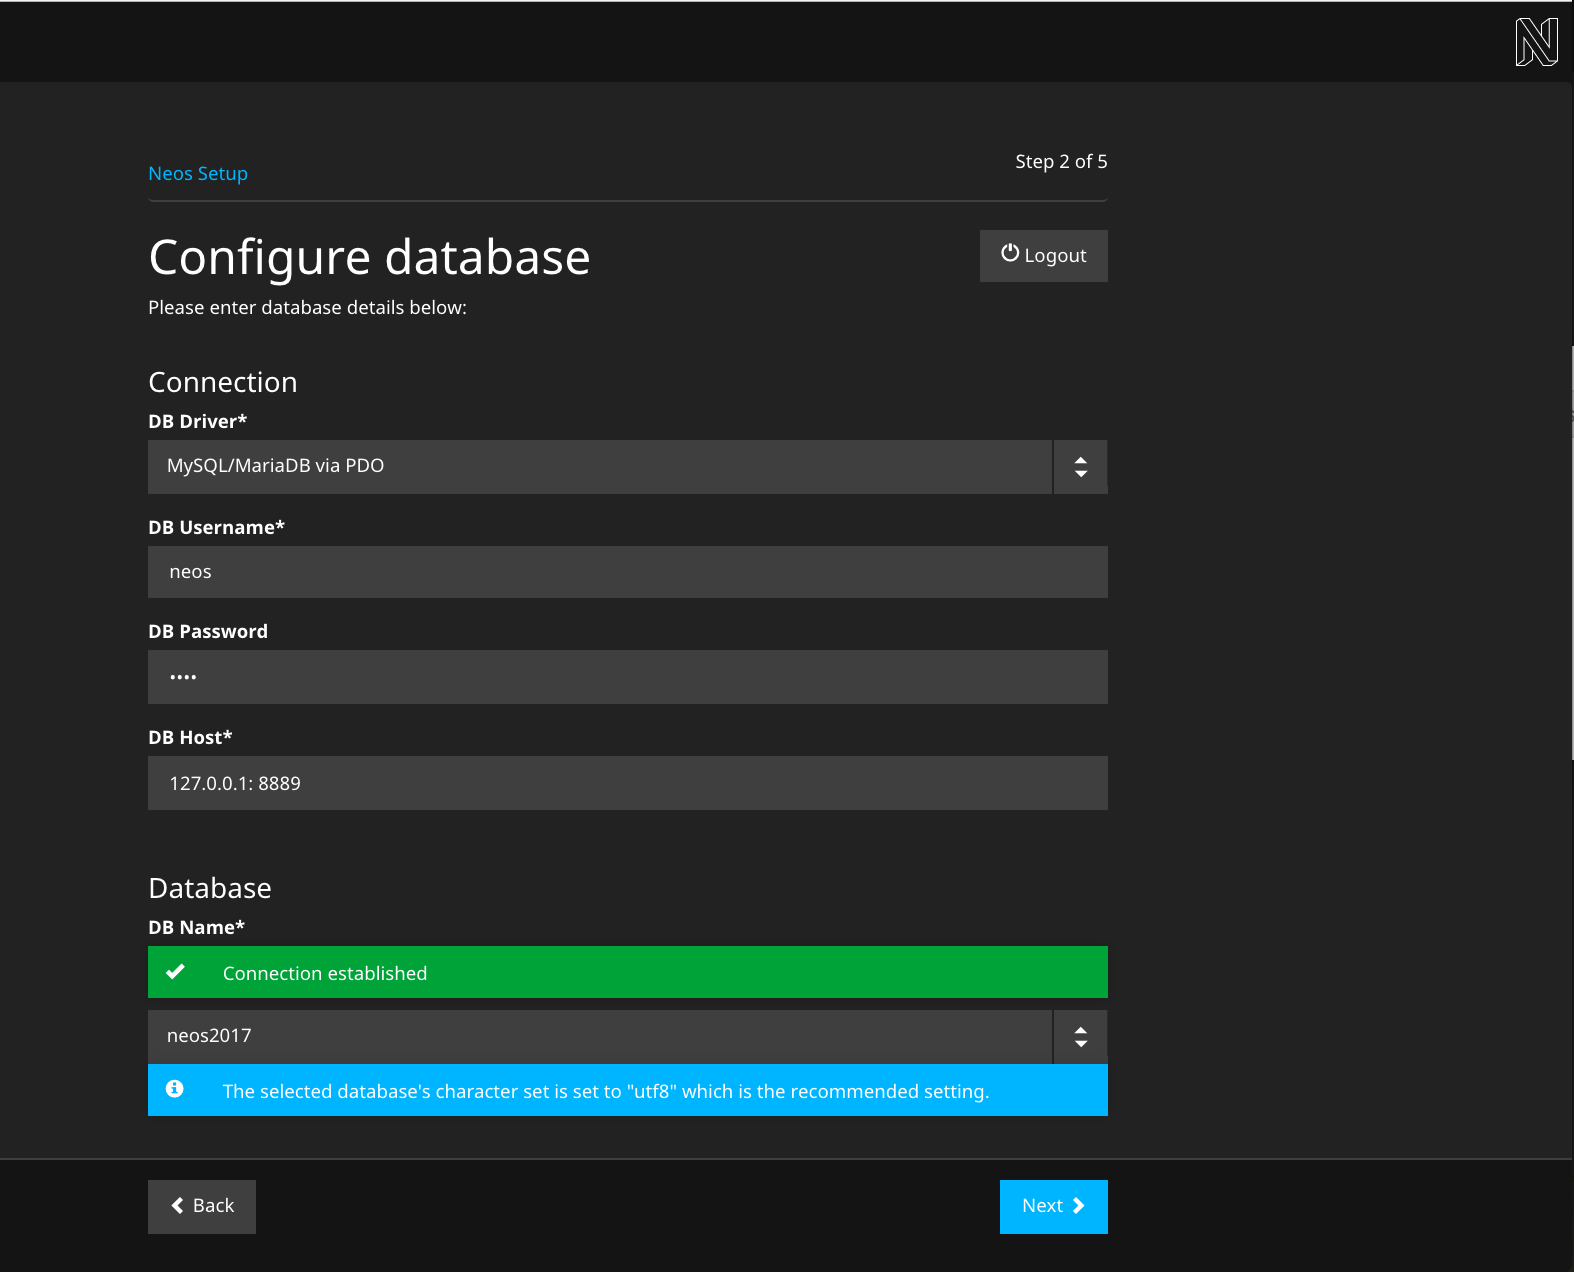 Neos Setup
Step 2 of 5
Configure database
Logout
Please enter database details below:
Connection
DB Driver*
MySQL/MariaDB via PDO
DB Username*
neos
DB Password
••••
DB Host*
127.0.0.1: 8889
Database
DB Name*
Connection established
neos2017
The selected database's character set is set to "utf8" which is the recommended setting.
Back
Next